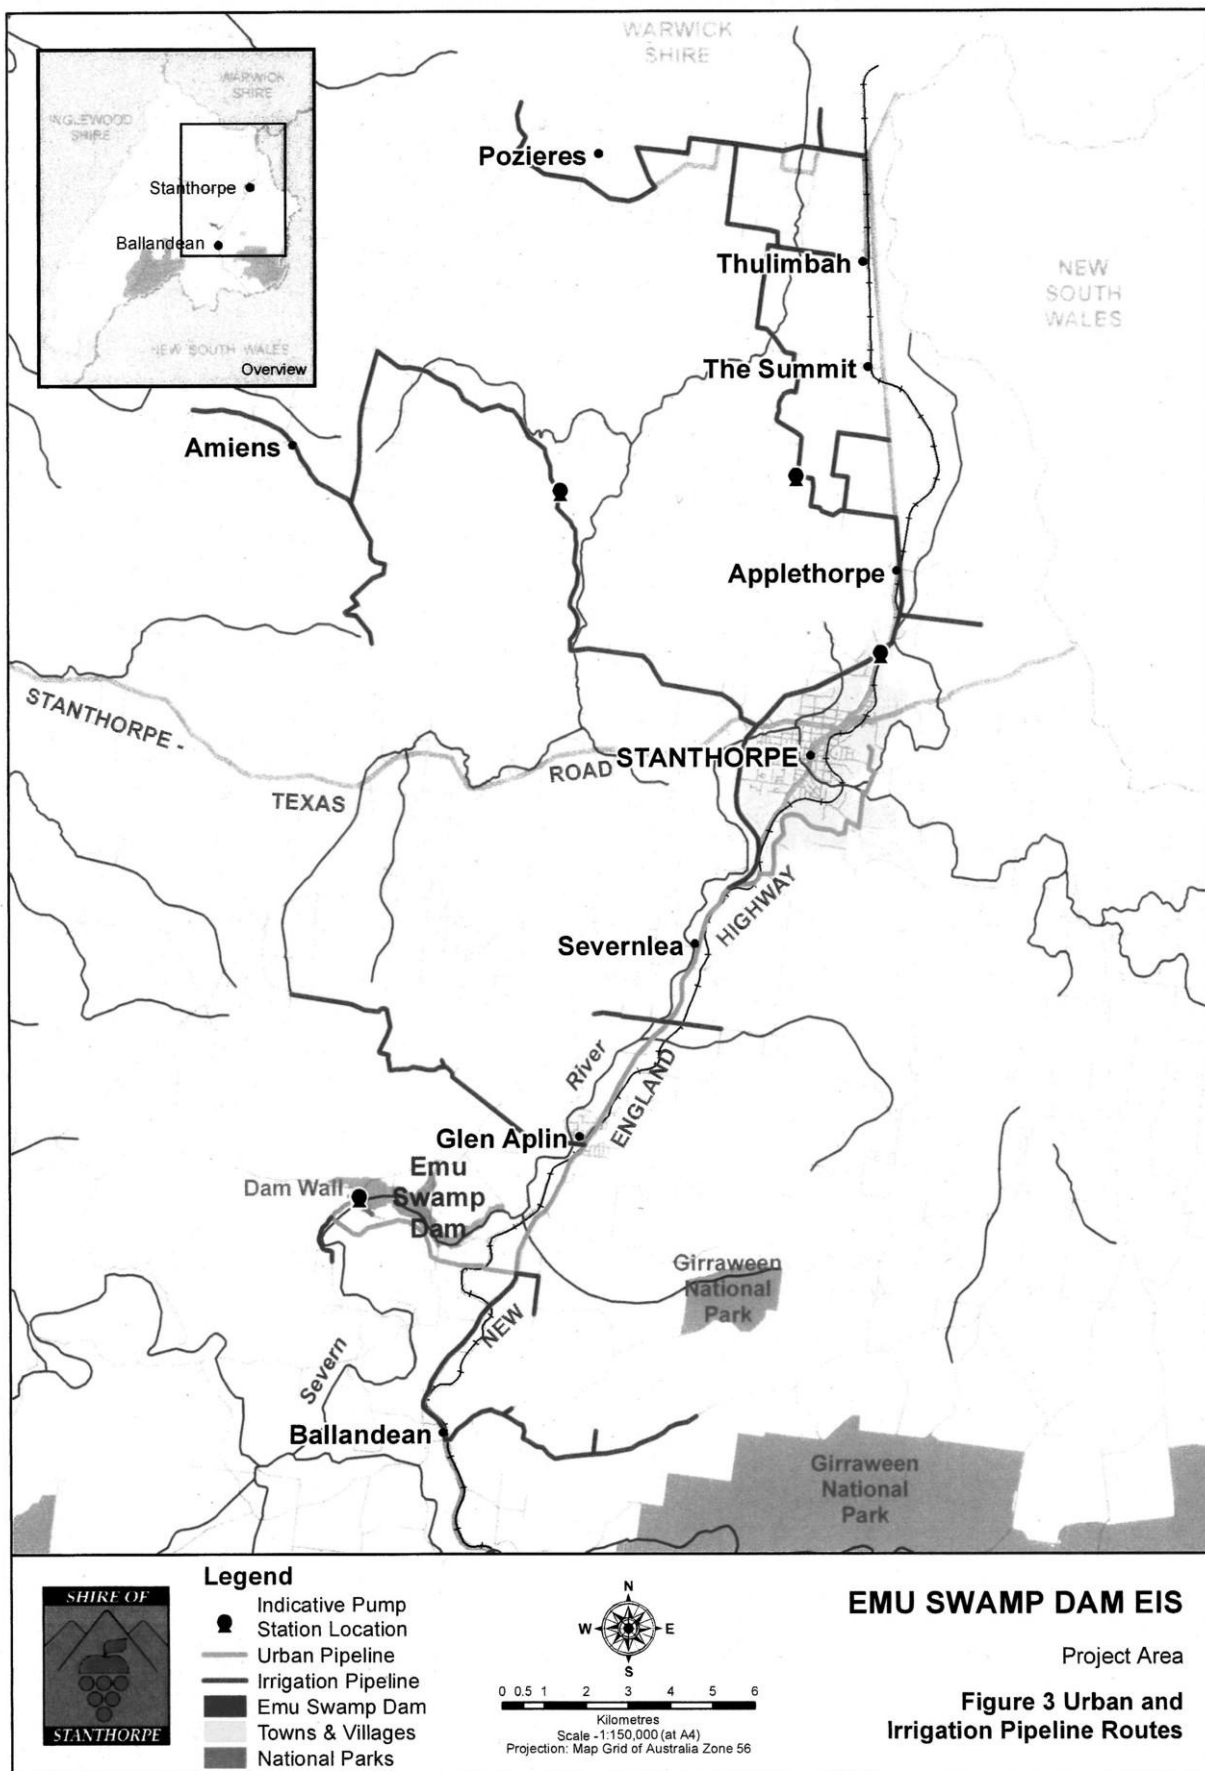 WARWICK
SHIRE
WARWICK
SHIRE
INGLEWOOD
SHIRE
Stanthorpe
Ballandean
NEW SOUTH WALES
Overview
Pozieres
Thulimbah
NEW
SOUTH
WALES
The Summit
Amiens
Applethorpe
STANTHORPE -
TEXAS
ROAD
STANTHORPE
HIGHWAY
Severnlea
River
ENGLAND
Glen Aplin
Dam Wall
Emu
Swamp
Dam
Girraween
National
Park
NEW
Severn
Ballandean
Girraween
National
Park
SHIRE OF
STANTHORPE
Legend
Indicative Pump
Station Location
Urban Pipeline
Irrigation Pipeline
Emu Swamp Dam
Towns & Villages
National Parks
N
W E
S
0 0.5 1 2 3 4 5 6
Kilometres
Scale -1:150,000 (at A4)
Projection: Map Grid of Australia Zone 56
EMU SWAMP DAM EIS
Project Area
Figure 3 Urban and
Irrigation Pipeline Routes